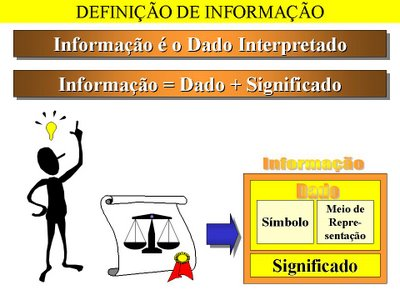 DEFINIÇÃO DE INFORMAÇÃO
Informação é o Dado Interpretado
Informação = Dado + Significado
Informação
Dado
Símbolo
Meio de
Repre-
sentação
Significado